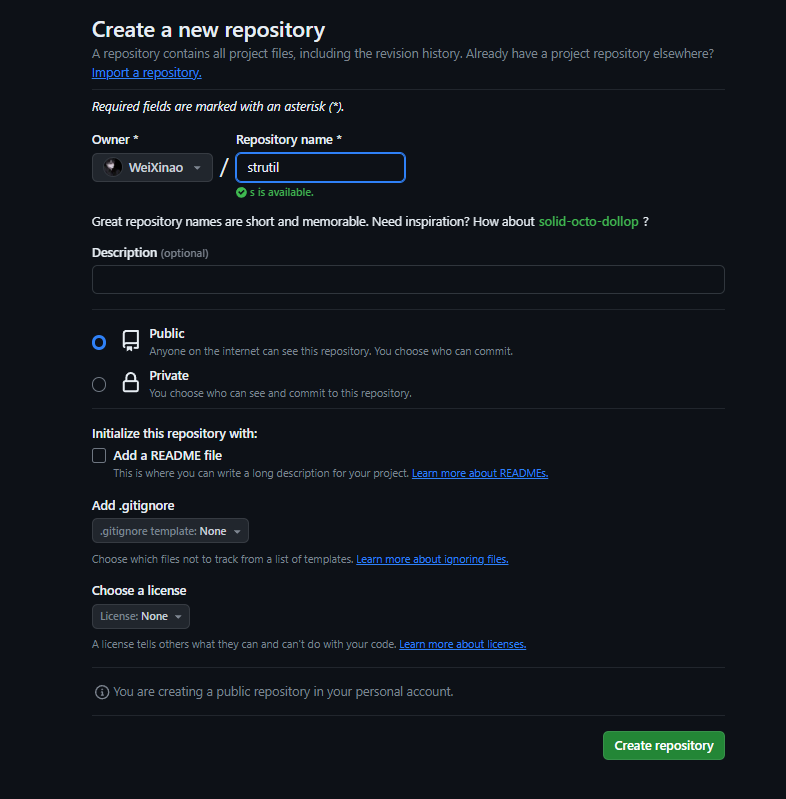 Create a new repository
A repository contains all project files, including the revision history. Already have a project repository elsewhere?
Import a repository.
Required fields are marked with an asterisk (*).
Owner * Repository name *
WeiXinao / strutil
s is available.
Great repository names are short and memorable. Need inspiration? How about solid-octo-dollop ?
Description (optional)
Public
Anyone on the internet can see this repository. You choose who can commit.
Private
You choose who can see and commit to this repository.
Initialize this repository with:
Add a README file
This is where you can write a long description for your project. Learn more about READMEs.
Add .gitignore
.gitignore template: None
Choose which files not to track from a list of templates. Learn more about ignoring files.
Choose a license
License: None
A license tells others what they can and can't do with your code. Learn more about licenses.
You are creating a public repository in your personal account.
Create repository